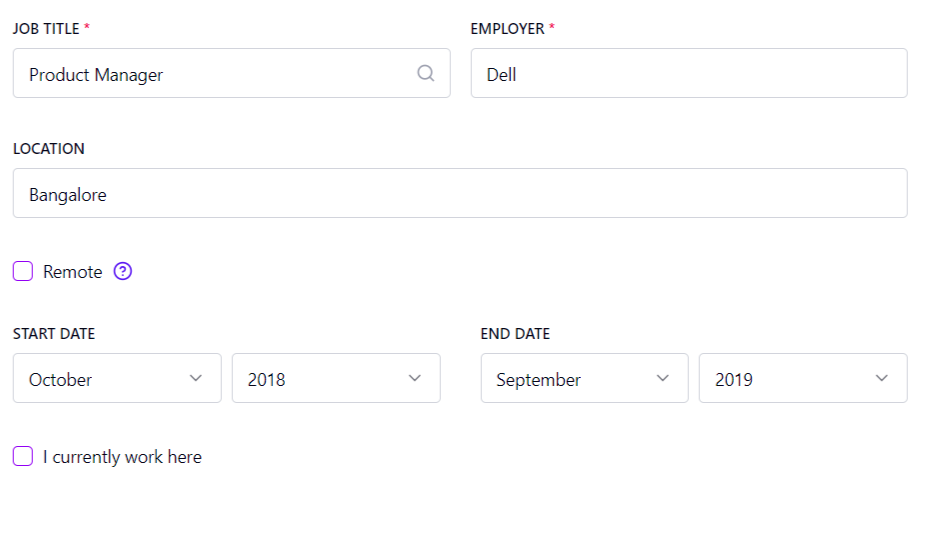 JOB TITLE * EMPLOYER *
Product Manager Dell
LOCATION
Bangalore
Remote ?
START DATE END DATE
October 2018 September 2019
I currently work here